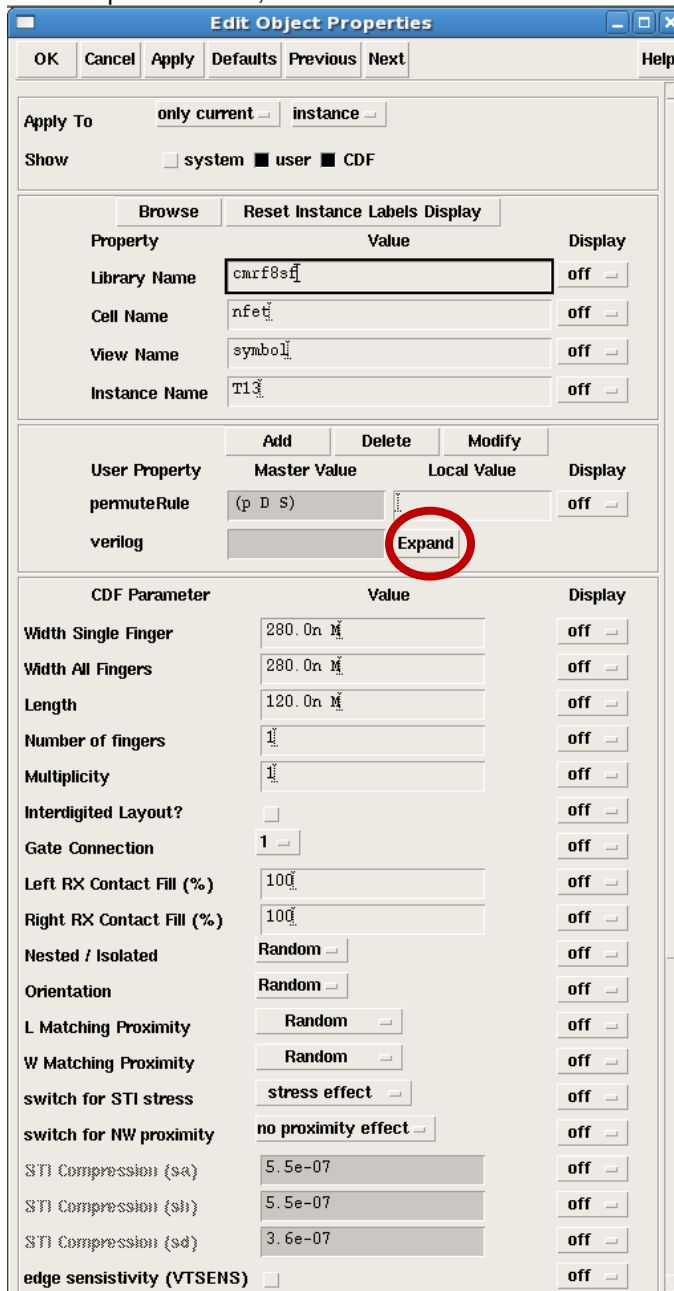 Edit Object Properties
OK Cancel Apply Defaults Previous Next Help
Apply To only current instance
Show system user CDF
Browse Reset Instance Labels Display
Property Value Display
Library Name cmrf8sf off
Cell Name nfet off
View Name symbol off
Instance Name T13 off
Add Delete Modify
User Property Master Value Local Value Display
permuteRule (p D S) off
verilog Expand
CDF Parameter Value Display
Width Single Finger 280.0n M off
Width All Fingers 280.0n M off
Length 120.0n M off
Number of fingers 1 off
Multiplicity 1 off
Interdigited Layout? off
Gate Connection 1 off
Left RX Contact Fill (%) 100 off
Right RX Contact Fill (%) 100 off
Nested / Isolated Random off
Orientation Random off
L Matching Proximity Random off
W Matching Proximity Random off
switch for STI stress stress effect off
switch for NW proximity no proximity effect off
STI Compression (sa) 5.5e-07 off
STI Compression (sb) 5.5e-07 off
STI Compression (sd) 3.6e-07 off
edge sensistivity (VTSENS) off